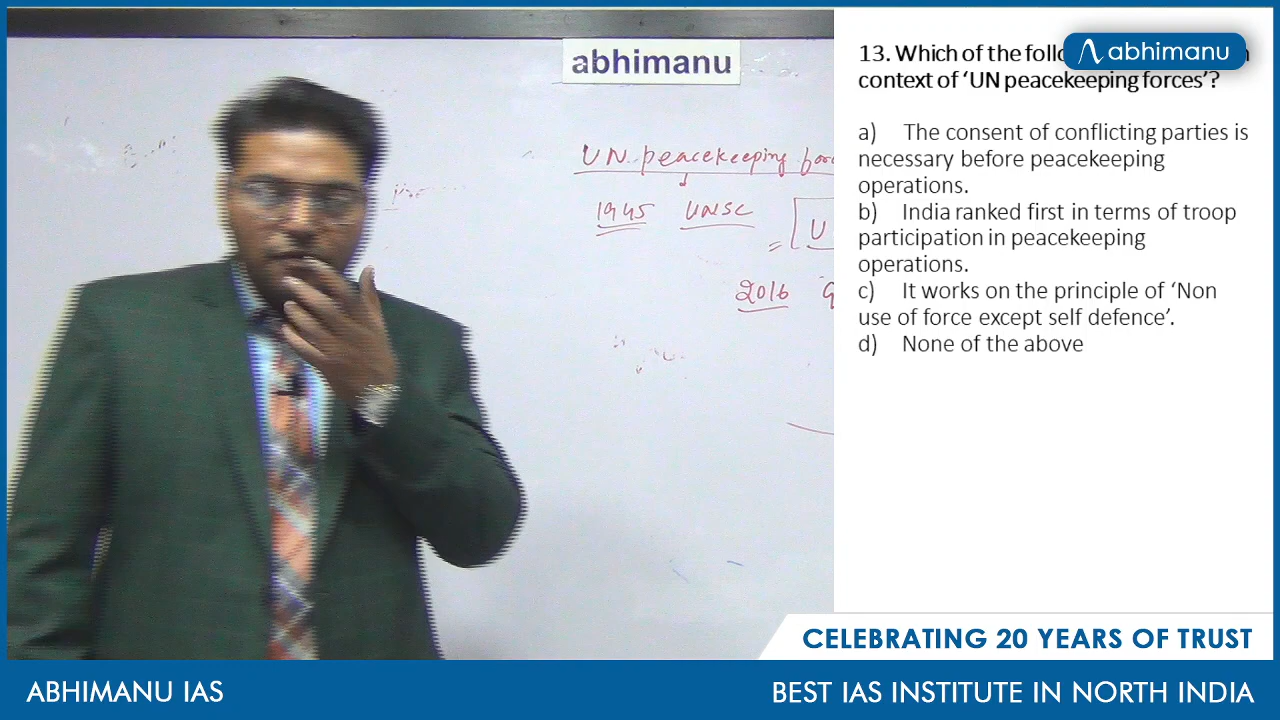 abhimanu
UN peacekeeping
1945 UNSC
= U
2016
abhimanu
13. Which of the
context of ‘UN peacekeeping forces’?
a) The consent of conflicting parties is
necessary before peacekeeping
operations.
b) India ranked first in terms of troop
participation in peacekeeping
operations.
c) It works on the principle of ‘Non
use of force except self defence’.
d) None of the above
CELEBRATING 20 YEARS OF TRUST
ABHIMANU IAS
BEST IAS INSTITUTE IN NORTH INDIA